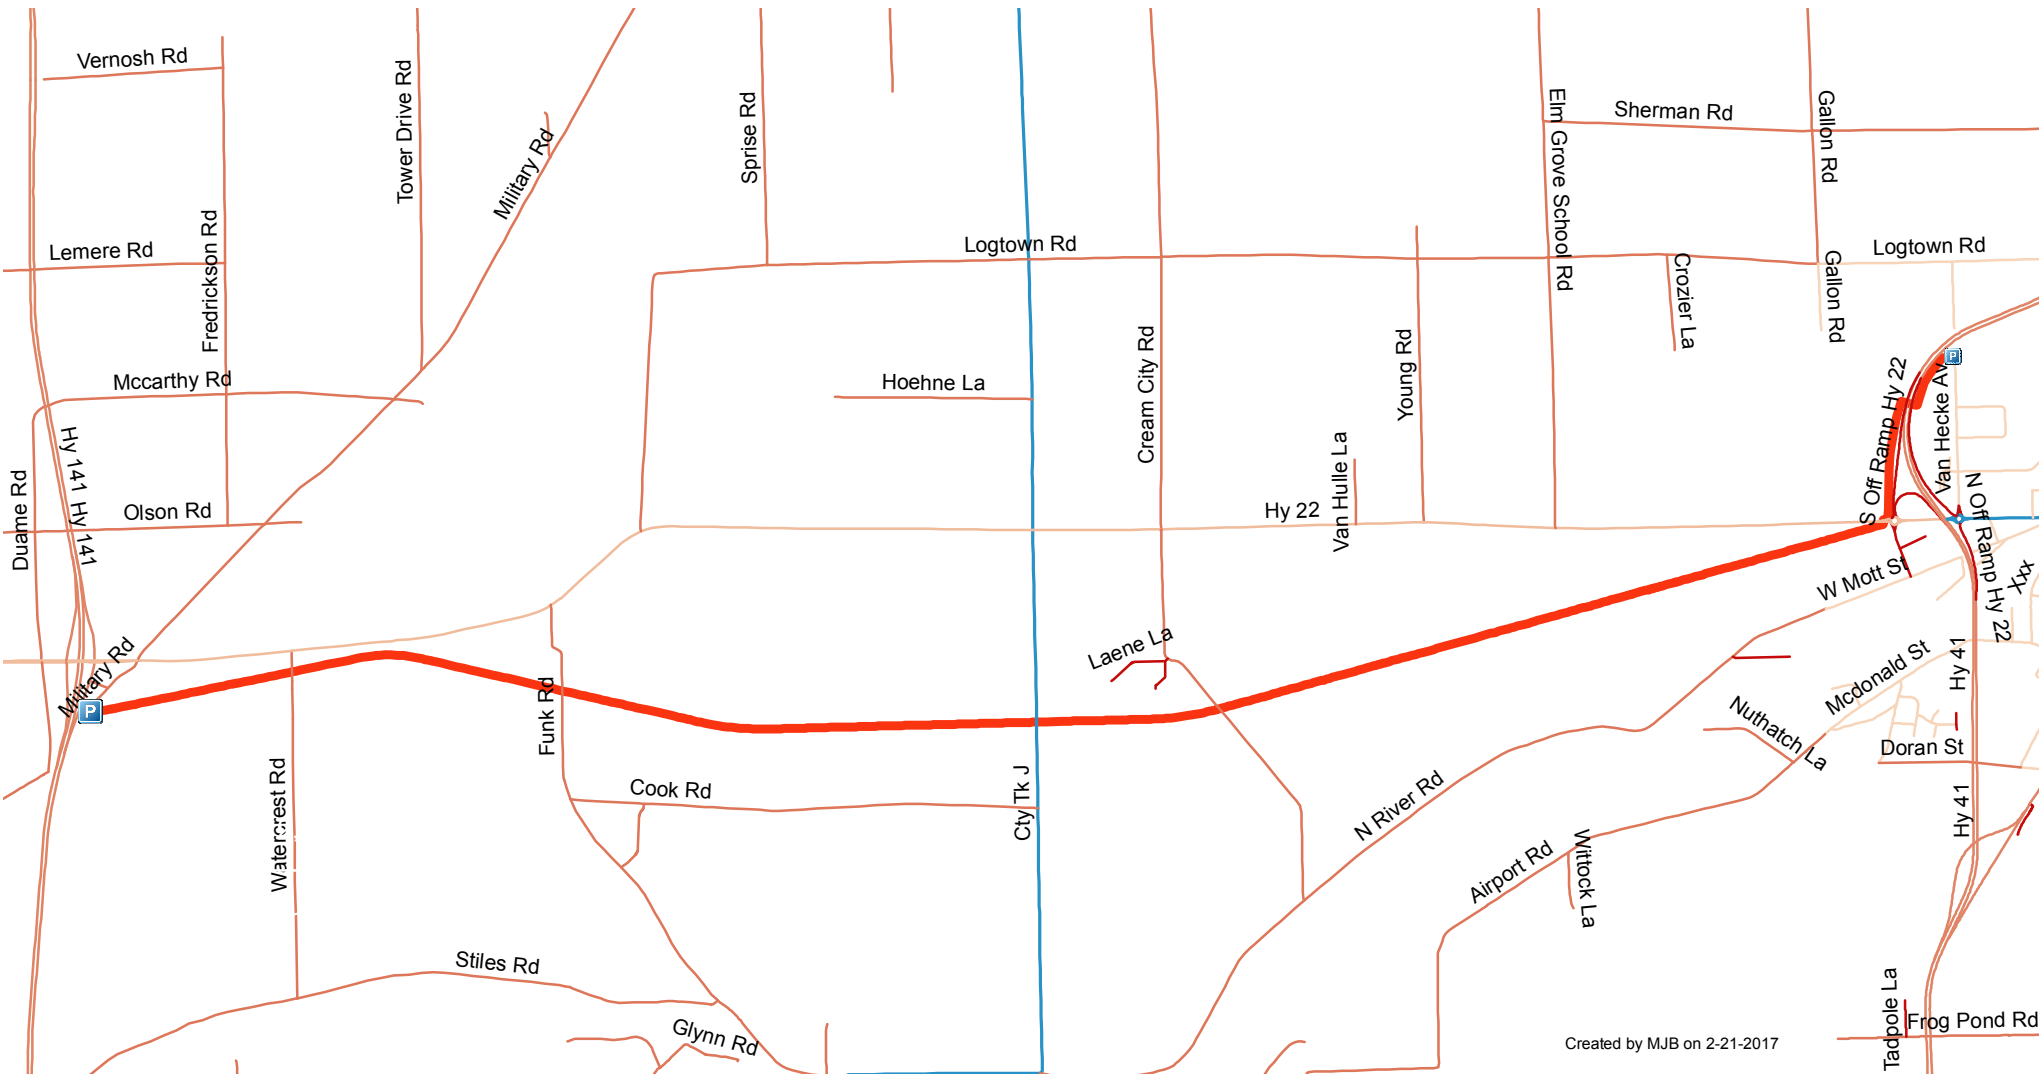 Vernosh Rd
Tower Drive Rd
Military Rd
Sprise Rd
Elm Grove School Rd
Sherman Rd
Gallon Rd
Lemere Rd
Fredrickson Rd
Logtown Rd
Logtown Rd
Crozier La
Gallon Rd
Mccarthy Rd
Hoehne La
Cream City Rd
Young Rd
S Off Ramp Hy 22
P
Van Hecke Av
Duame Rd
Hy 141
Hy 141
Olson Rd
Hy 22
Van Hulle La
N Off Ramp Hy 22
W Mott St
Xxx
Military Rd
P
Laene La
Funk Rd
Mcdonald St
Hy 41
Nuthatch La
Doran St
Watercrest Rd
Cook Rd
Cty Tk J
N River Rd
Hy 41
Airport Rd
Wittock La
Stiles Rd
Glynn Rd
Tadpole La
Frog Pond Rd
Created by MJB on 2-21-2017